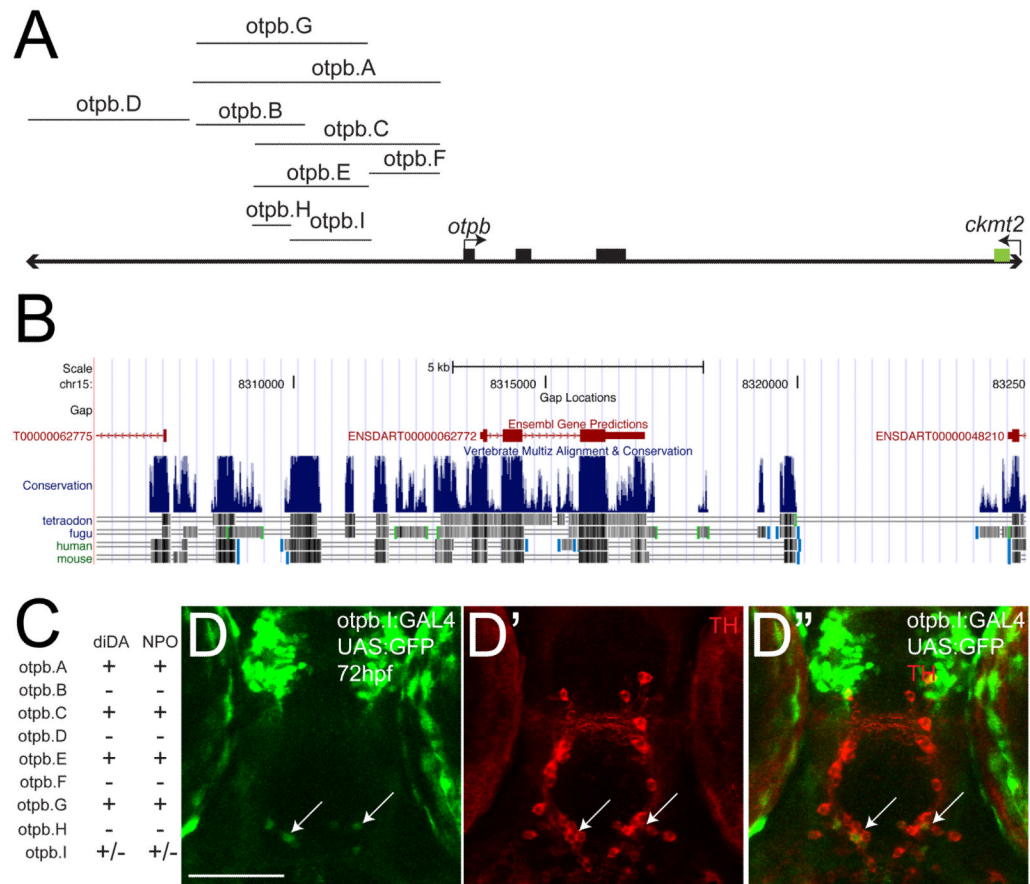 A
otpb.G
otpb.A
otpb.D
otpb.B
otpb.C
otpb.F
otpb.E
otpb.H
otpb.I
otpb
ckmt2
B
Scale
5 kb
chr15:
8310000
8315000
8320000
83250
Gap Locations
Gap
Ensembl Gene Predictions
T00000062775
ENSDART00000062772
ENSDART00000048210
Vertebrate Multiz Alignment & Conservation
Conservation
tetraodon
fugu
human
mouse
C
diDA NPO
otpb.A + +
otpb.B - -
otpb.C + +
otpb.D - -
otpb.E + +
otpb.F - -
otpb.G + +
otpb.H - -
otpb.I +/- +/-
D
otpb.I:GAL4
UAS:GFP
72hpf
D'
TH
D"
otpb.I:GAL4
UAS:GFP
TH